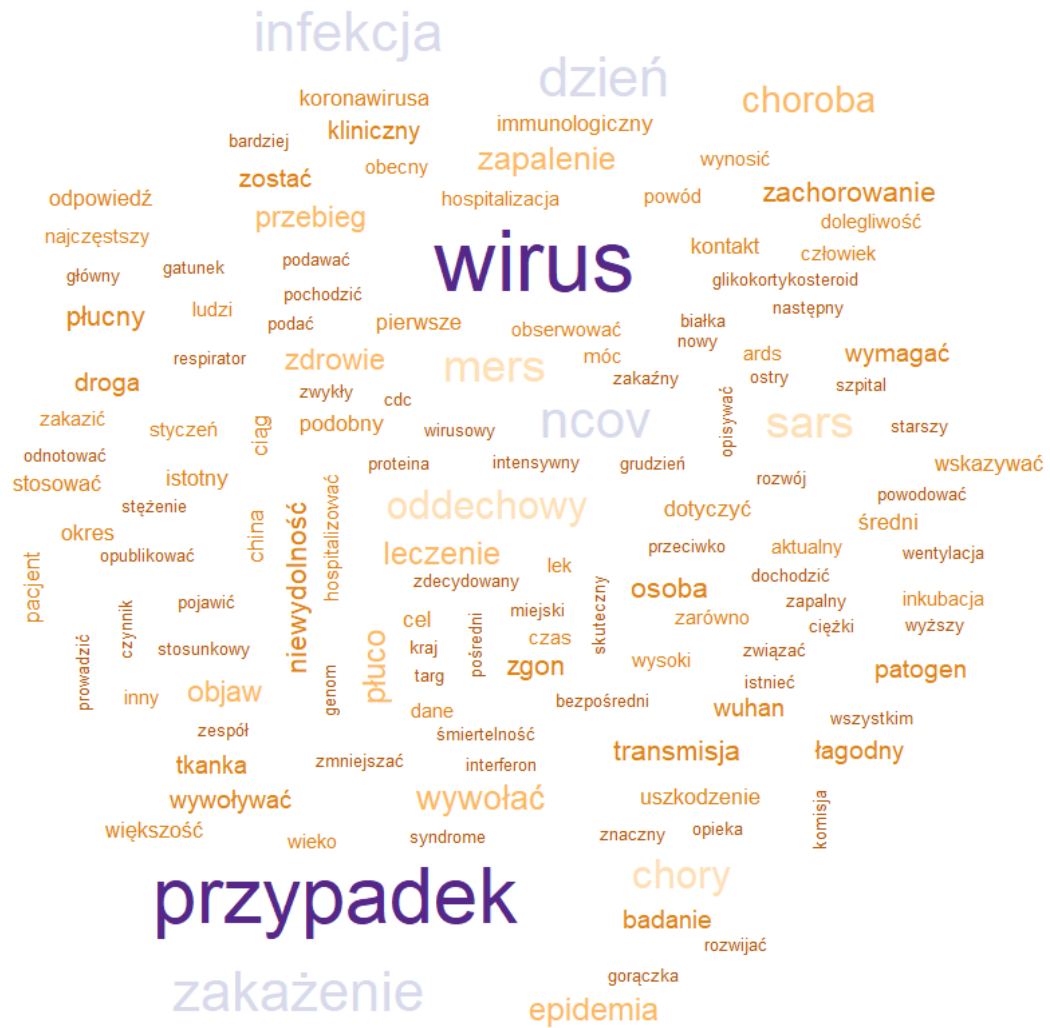 infekcja
dzień
choroba
koronawirusa
kliniczny
immunologiczny
bardziej
zapalenie
wynosić
obecny
zostać
odpowiedź
hospitalizacja
powód
zachorowanie
przebieg
dolegliwość
najczęstszy
kontakt
człowiek
wirus
główny
gatunek
podawać
glikokortykosteroid
pochodzić
następny
płucny
ludzi
podać
pierwsze
obserwować
białka
nowy
respirator
zdrowie
mers
móc
ards
wymagać
droga
zwykły
cdc
zakaźny
ostry
szpital
zakazić
styczeń
ciąg
podobny
wirusowy
ncov
opisywać
sars
starszy
odnotować
proteina
intensywny
grudzień
wskazywać
stosować
istotny
rozwój
powodować
stężenie
oddechowy
dotyczyć
średni
okres
china
niewydolność
hospitalizować
opublikować
leczenie
przeciwko
aktualny
wentylacja
pacjent
lek
zdecydowany
osoba
dochodzić
czynnik
pojawić
miejski
skuteczny
zapalny
inkubacja
cel
zarówno
ciężki
wyższy
prowadzić
stosunkowy
płuco
kraj
pośredni
czas
targ
zgon
wysoki
związać
patogen
inny
objaw
genom
dane
bezpośredni
istnieć
wuhan
wszystkim
zespół
śmiertelność
tkanka
zmniejszać
interferon
transmisja
łagodny
wywoływać
wywołać
uszkodzenie
komisja
większość
wieko
syndrome
znaczny
opieka
przypadek
chory
badanie
rozwijać
zakażenie
gorączka
epidemia